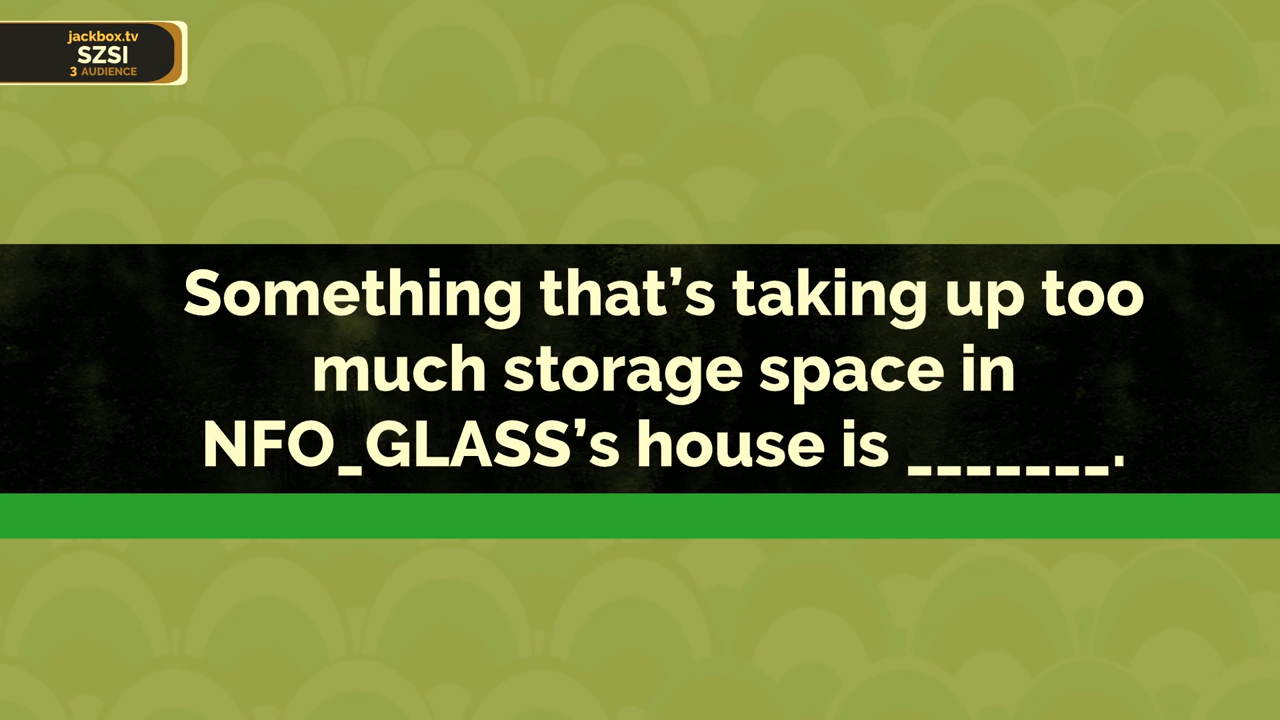 jackbox.tv
SZSI
3 AUDIENCE
Something that's taking up too
much storage space in
NFO_GLASS's house is _______.